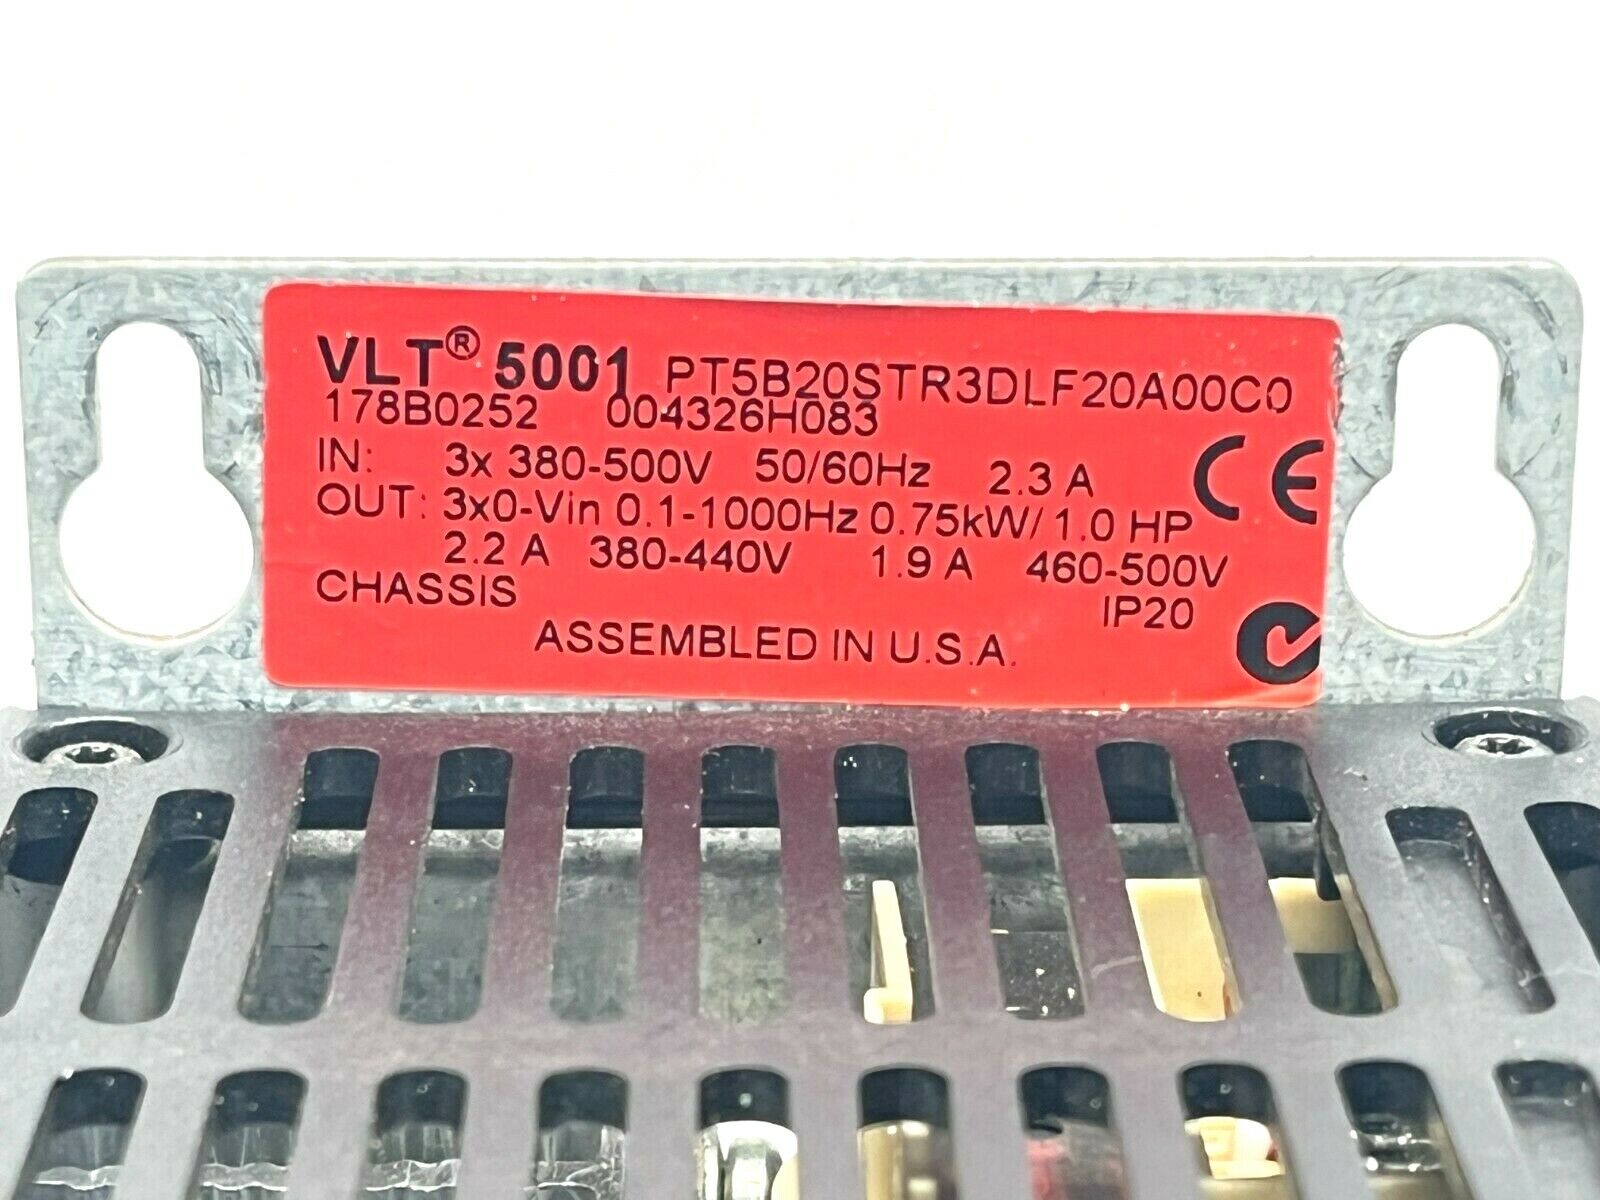 VLT® 5001 PT5B20STR3DLF20A00C0
178B0252 004326H083
IN: 3x 380-500V 50/60Hz 2.3 A
OUT: 3x0-Vin 0.1-1000Hz 0.75kW/1.0 HP
2.2 A 380-440V 1.9 A 460-500V
CHASSIS IP20
ASSEMBLED IN U.S.A.
CE